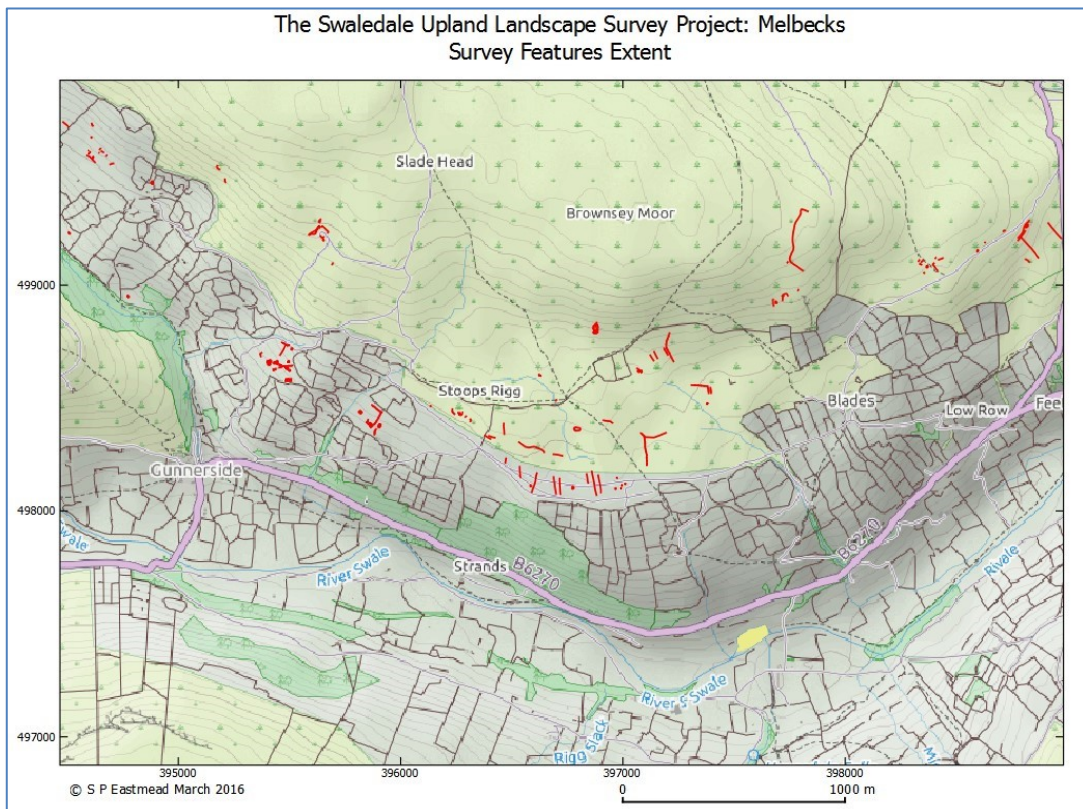 The Swaledale Upland Landscape Survey Project: Melbecks
Survey Features Extent
Slade Head
Brownsey Moor
499000
Stoops Rigg
Blades
Low Row
Fee
Gunnerside
498000
Swale
River Swale
Strands
B6270
B6270
Rivale
River Swale
Rigg Slack
497000
395000
396000
397000
398000
© S P Eastmead March 2016
0
1000 m